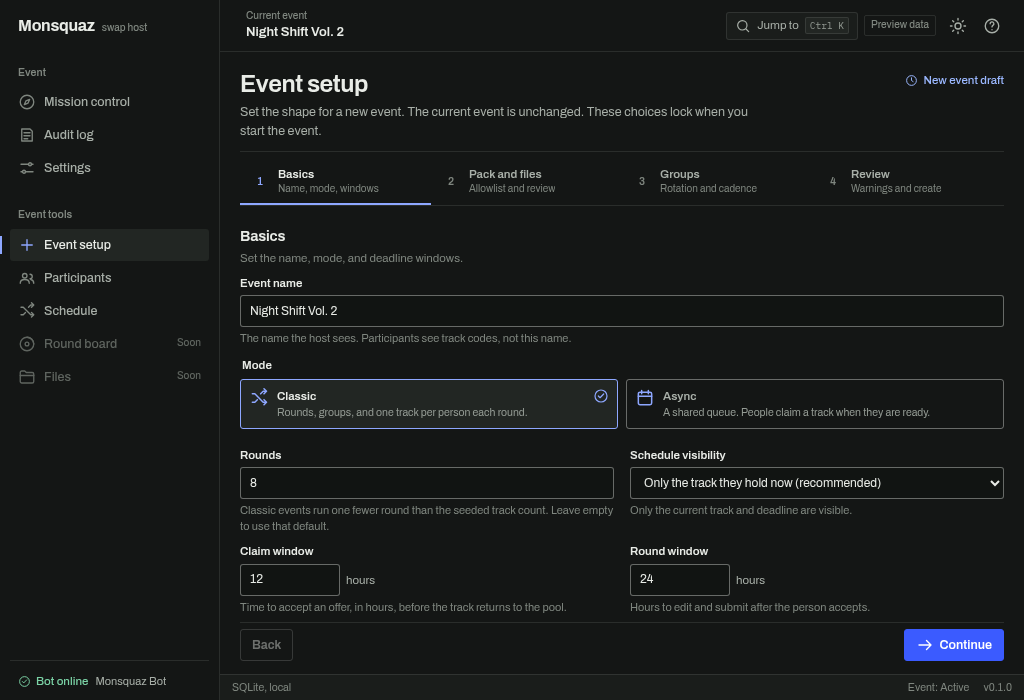 Monsquaz swap host
Current event
Night Shift Vol. 2
Jump to Ctrl K
Preview data
Event
Mission control
Audit log
Settings
Event tools
Event setup
Participants
Schedule
Round board Soon
Files Soon
Bot online Monsquaz Bot
Event setup
New event draft
Set the shape for a new event. The current event is unchanged. These choices lock when you
start the event.
1 Basics
Name, mode, windows
2 Pack and files
Allowlist and review
3 Groups
Rotation and cadence
4 Review
Warnings and create
Basics
Set the name, mode, and deadline windows.
Event name
Night Shift Vol. 2
The name the host sees. Participants see track codes, not this name.
Mode
Classic
Rounds, groups, and one track per person each round.
Async
A shared queue. People claim a track when they are ready.
Rounds
8
Classic events run one fewer round than the seeded track count. Leave empty
to use that default.
Schedule visibility
Only the track they hold now (recommended)
Only the current track and deadline are visible.
Claim window
12 hours
Time to accept an offer, in hours, before the track returns to the pool.
Round window
24 hours
Hours to edit and submit after the person accepts.
Back
Continue
SQLite, local
Event: Active v0.1.0